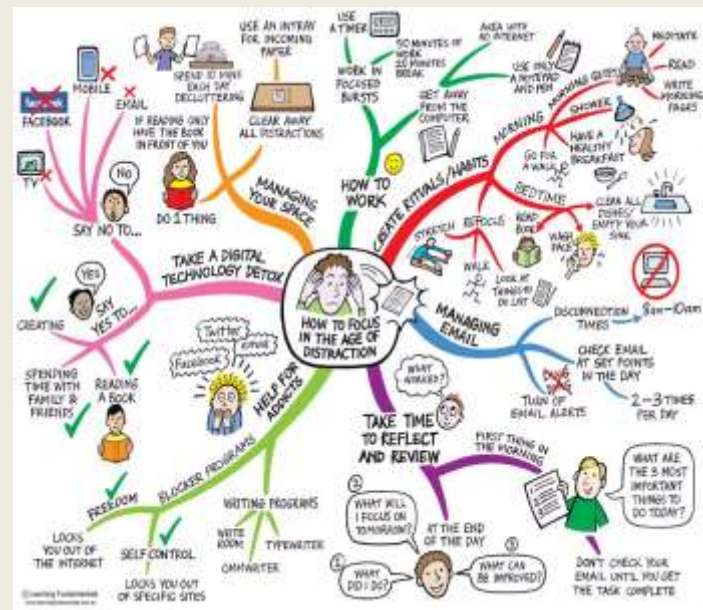 HOW TO FOCUS
IN THE AGE OF
DISTRACTION
HOW TO
WORK
USE
A TIMER
WORK IN
FOCUSED
BURSTS
50 MINUTES OF
WORK
10 MINUTES
BREAK
GET AWAY
FROM THE
COMPUTER
AREA WITH
NO INTERNET
USE ONLY
A NOTEPAD
AND PEN
CREATE RITUALS/HABITS
MORNING
MORNING QUIET
MEDITATE
READ
WRITE
MORNING
PAGES
SHOWER
HAVE A
HEALTHY
BREAKFAST
GO FOR
A WALK
BEDTIME
CLEAN ALL
DISHES/
EMPTY YOUR
SINK
READ
BOOK
WASH
FACE
REFOCUS
STRETCH
WALK
LOOK AT
THINGS TO
DO LIST
MANAGING
EMAIL
DISCONNECTION
TIMES
8am-10am
CHECK EMAIL
AT SET POINTS
IN THE DAY
2-3 TIMES
PER DAY
TURN OF
EMAIL ALERTS
TAKE TIME
TO REFLECT
AND REVIEW
WHAT
WORKED?
FIRST THING IN
THE MORNING
WHAT ARE
THE 3 MOST
IMPORTANT
THINGS TO
DO TODAY?
DON'T CHECK YOUR
EMAIL UNTIL YOU GET
THE TASK COMPLETE
AT THE END
OF THE DAY
WHAT
DID I DO?
WHAT WILL
I FOCUS ON
TOMORROW?
WHAT CAN
BE IMPROVED?
HELP FOR
ADDICTS
Twitter
email
Facebook
BLOCKER PROGRAMS
FREEDOM
LOCKS
YOU OUT OF
THE INTERNET
SELF CONTROL
LOCKS YOU OUT
OF SPECIFIC SITES
WRITING PROGRAMS
WRITE
ROOM
OMMWRITER
TYPEWRITER
TAKE A DIGITAL
TECHNOLOGY DETOX
SAY NO TO...
No
TV
FACEBOOK
MOBILE
EMAIL
SAY
YES TO...
YES
CREATING
SPENDING
TIME WITH
FAMILY &
FRIENDS
READING
A BOOK
MANAGING
YOUR SPACE
SPEND 10 MINS
EACH DAY
DECLUTTERING
USE AN INTRAY
FOR INCOMING
PAPER
CLEAR AWAY
ALL DISTRACTIONS
IF READING ONLY
HAVE THE BOOK
IN FRONT OF YOU
DO 1 THING
Learning Fundamentals